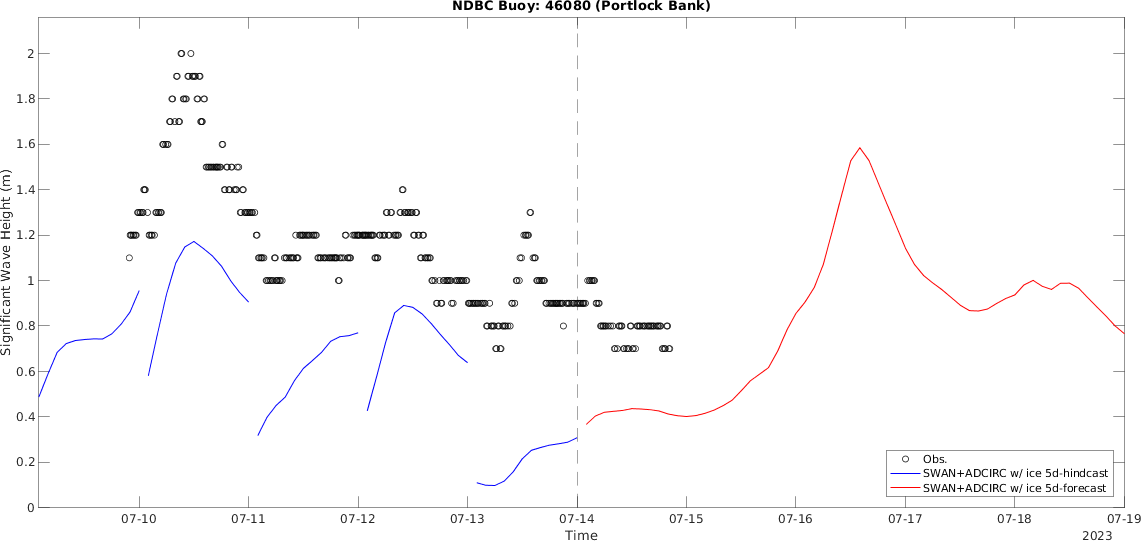 NDBC Buoy: 46080 (Portlock Bank)
Significant Wave Height (m)
2
1.8
1.6
1.4
1.2
1
0.8
0.6
0.4
0.2
0
Obs.
SWAN+ADCIRC w/ ice 5d-hindcast
SWAN+ADCIRC w/ ice 5d-forecast
07-10 07-11 07-12 07-13 07-14 07-15 07-16 07-17 07-18 07-19
Time
2023